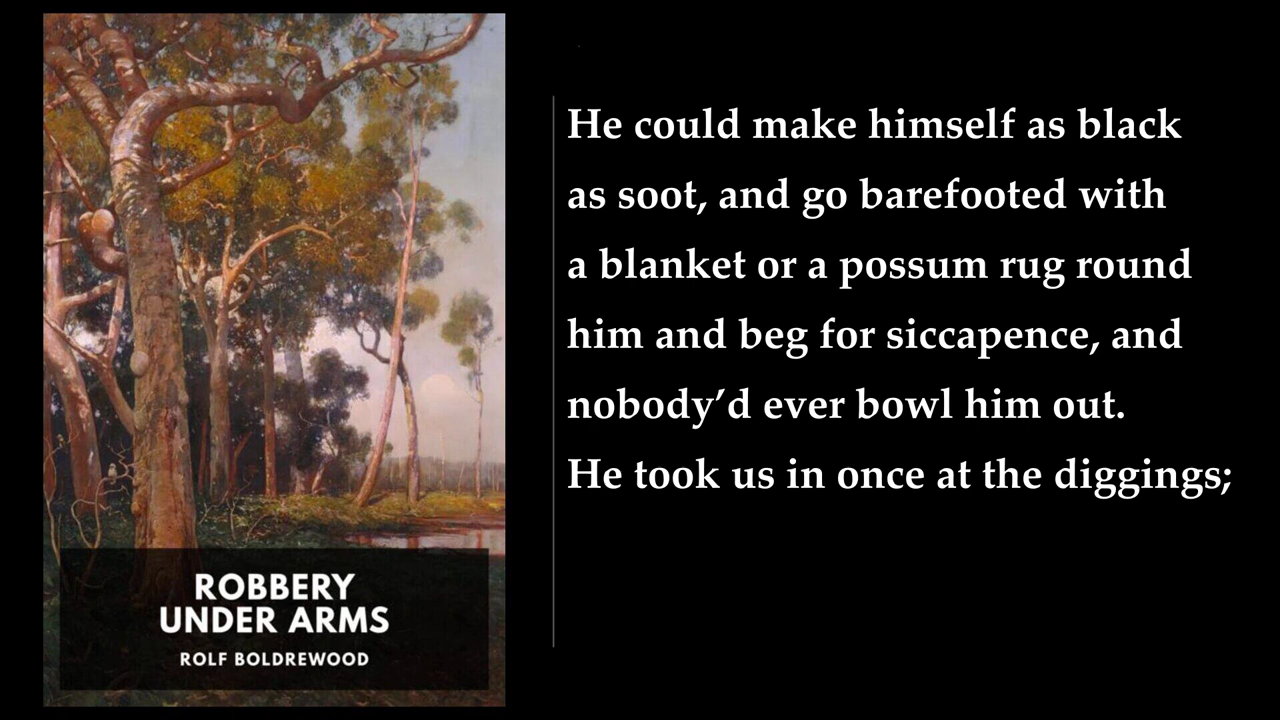 ROBBERY
UNDER ARMS
ROLF BOLDREWOOD
He could make himself as black
as soot, and go barefooted with
a blanket or a possum rug round
him and beg for siccapence, and
nobody’d ever bowl him out.
He took us in once at the diggings;